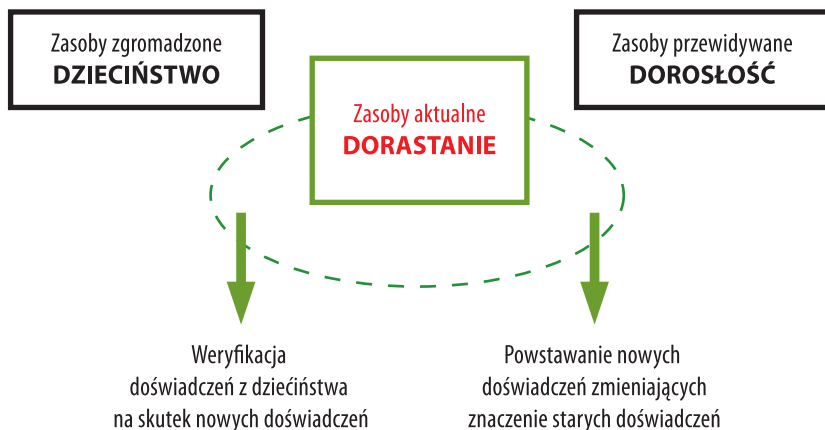 Zasoby zgromadzone
DZIECIŃSTWO
Zasoby aktualne
DORASTANIE
Zasoby przewidywane
DOROSŁOŚĆ
Weryfikacja
doświadczeń z dziećiństwa
na skutek nowych doświadczeń
Powstawanie nowych
doświadczeń zmieniających
znaczenie starych doświadczeń